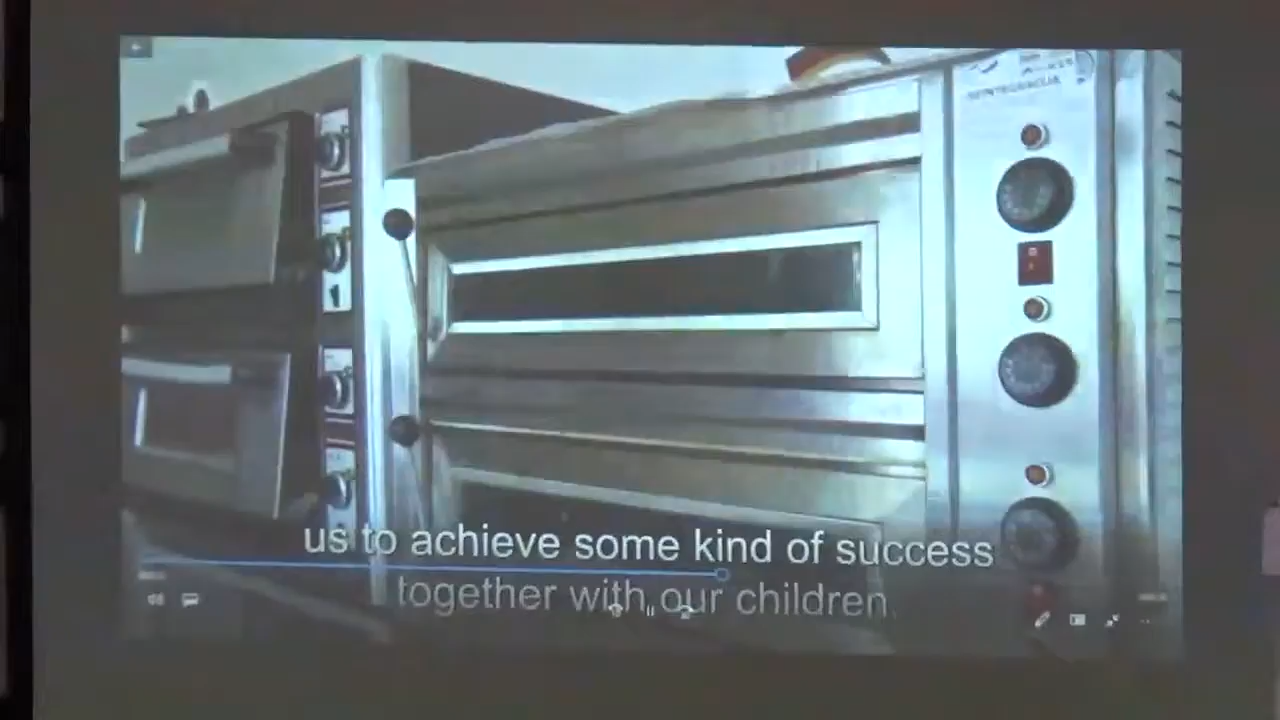 us to achieve some kind of success
together with our children.